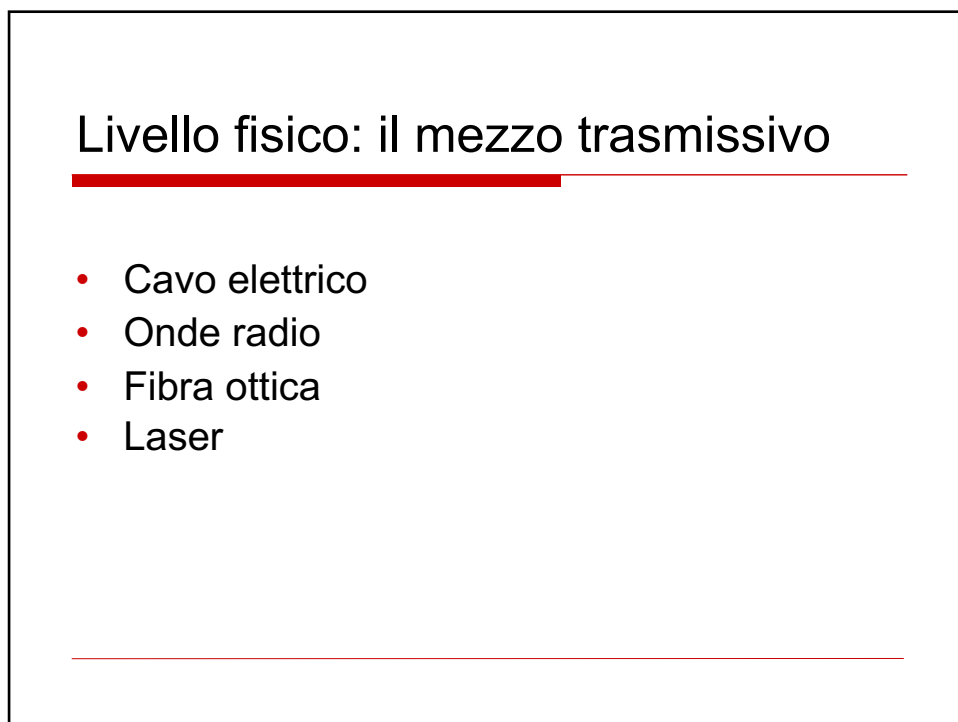 Livello fisico: il mezzo trasmissivo
• Cavo elettrico
• Onde radio
• Fibra ottica
• Laser